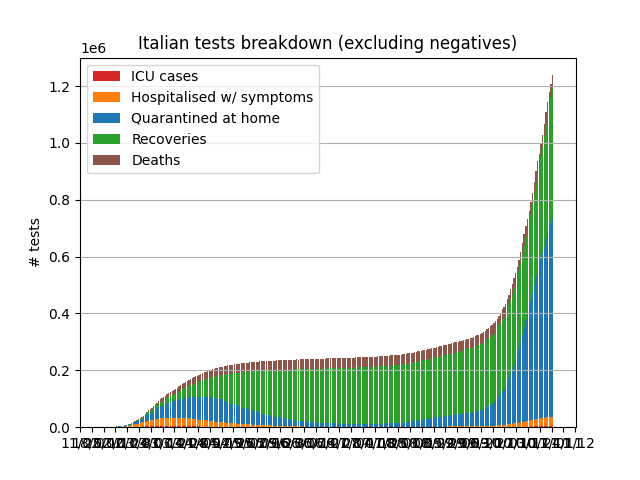 Italian tests breakdown (excluding negatives)
1e6
ICU cases
Hospitalised w/ symptoms
Quarantined at home
Recoveries
Deaths
1.2
1.0
0.8
0.6
0.4
0.2
0.0
# tests